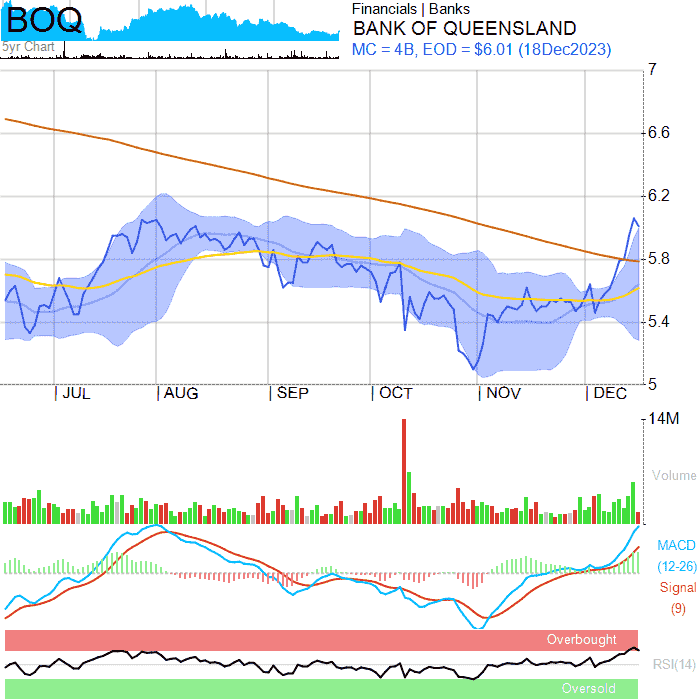 BOQ
5yr Chart
Financials | Banks
BANK OF QUEENSLAND
MC = 4B, EOD = $6.01 (18Dec2023)
7
6.6
6.2
5.8
5.4
5
JUL AUG SEP OCT NOV DEC
14M
Volume
MACD
(12-26)
Signal
(9)
Overbought
RSI(14)
Oversold